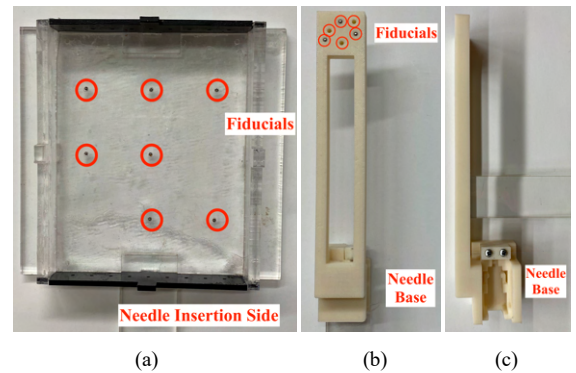 Fiducials
Needle Insertion Side
Fiducials
Needle
Base
Needle
Base
(a)
(b)
(c)